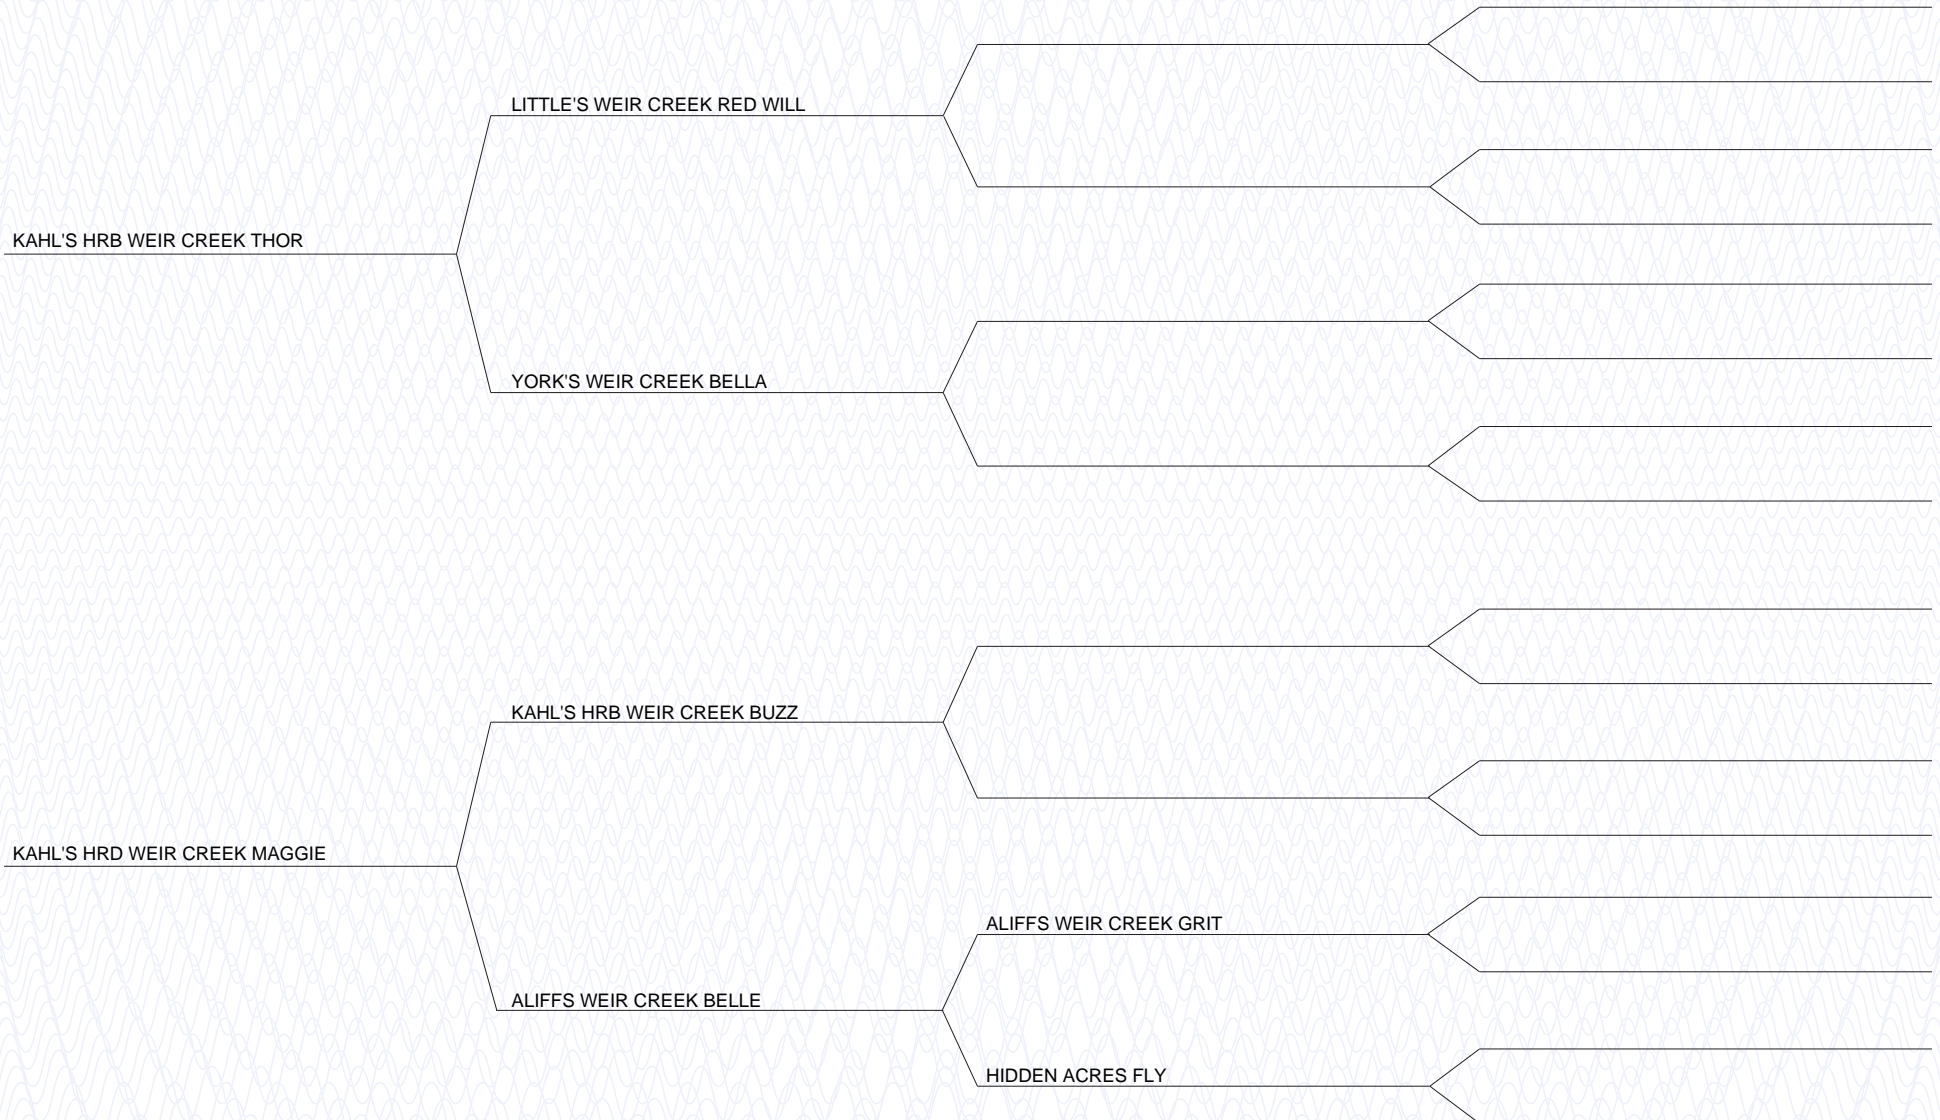 LITTLE'S WEIR CREEK RED WILL
KAHL'S HRB WEIR CREEK THOR
YORK'S WEIR CREEK BELLA
KAHL'S HRB WEIR CREEK BUZZ
KAHL'S HRD WEIR CREEK MAGGIE
ALIFFS WEIR CREEK GRIT
ALIFFS WEIR CREEK BELLE
HIDDEN ACRES FLY